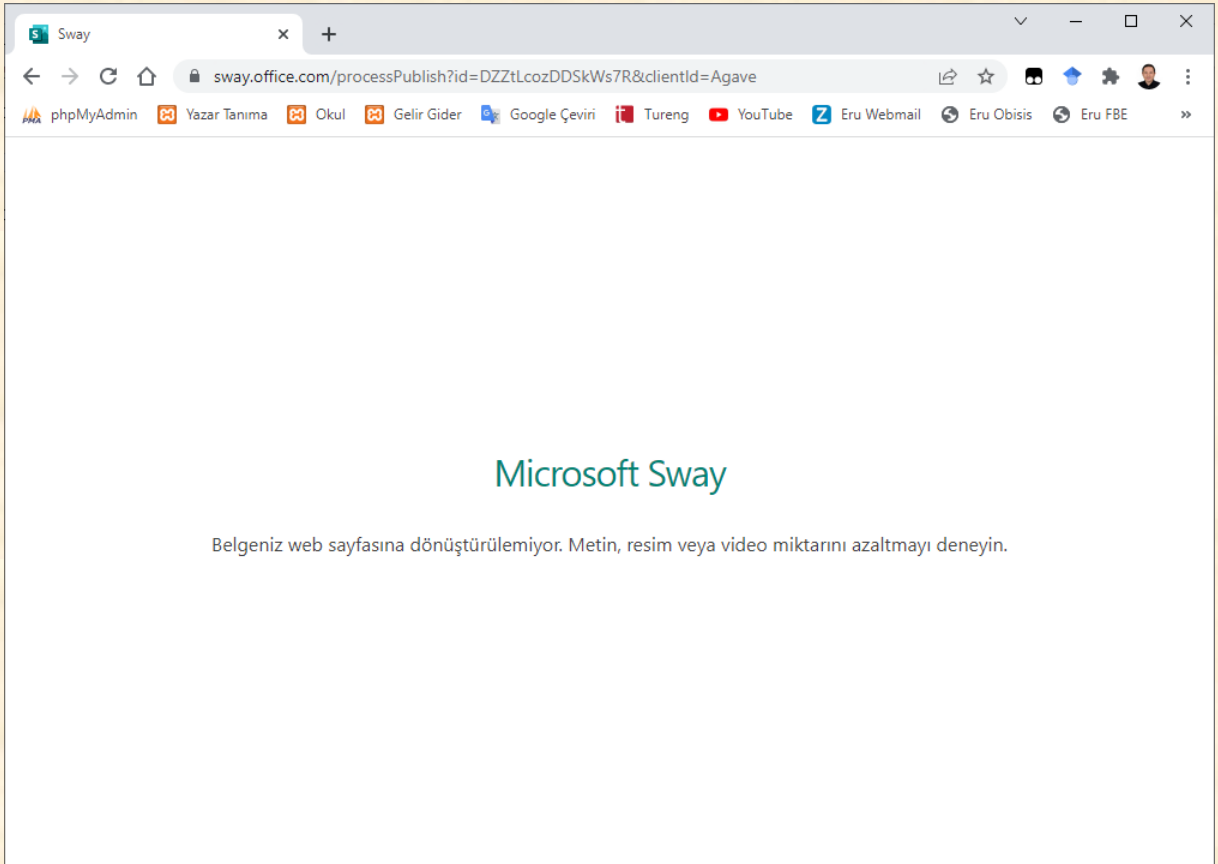 Sway
sway.office.com/processPublish?id=DZZtLcozDDSkWs7R&clientId=Agave
phpMyAdmin Yazar Tanıma Okul Gelir Gider Google Çeviri Tureng YouTube Eru Webmail Eru Obisis Eru FBE »
Microsoft Sway
Belgeniz web sayfasına dönüştürülemiyor. Metin, resim veya video miktarını azaltmayı deneyin.